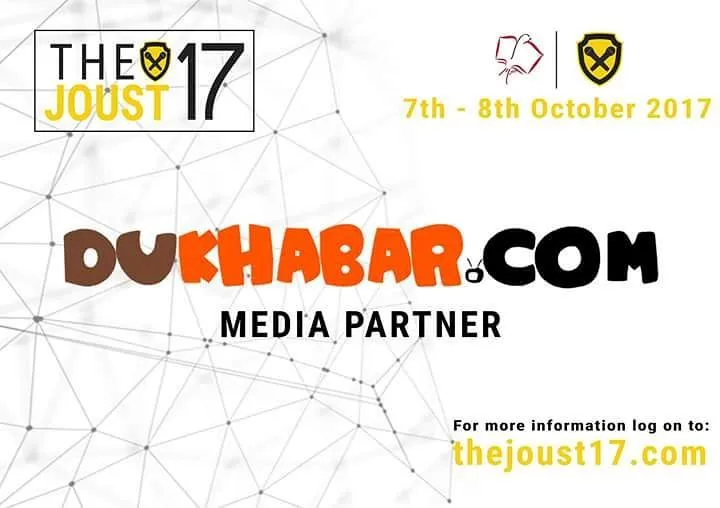 THE
JOUST 17
7th - 8th October 2017
DUKHABAR.COM
MEDIA PARTNER
For more information log on to:
thejoust17.com